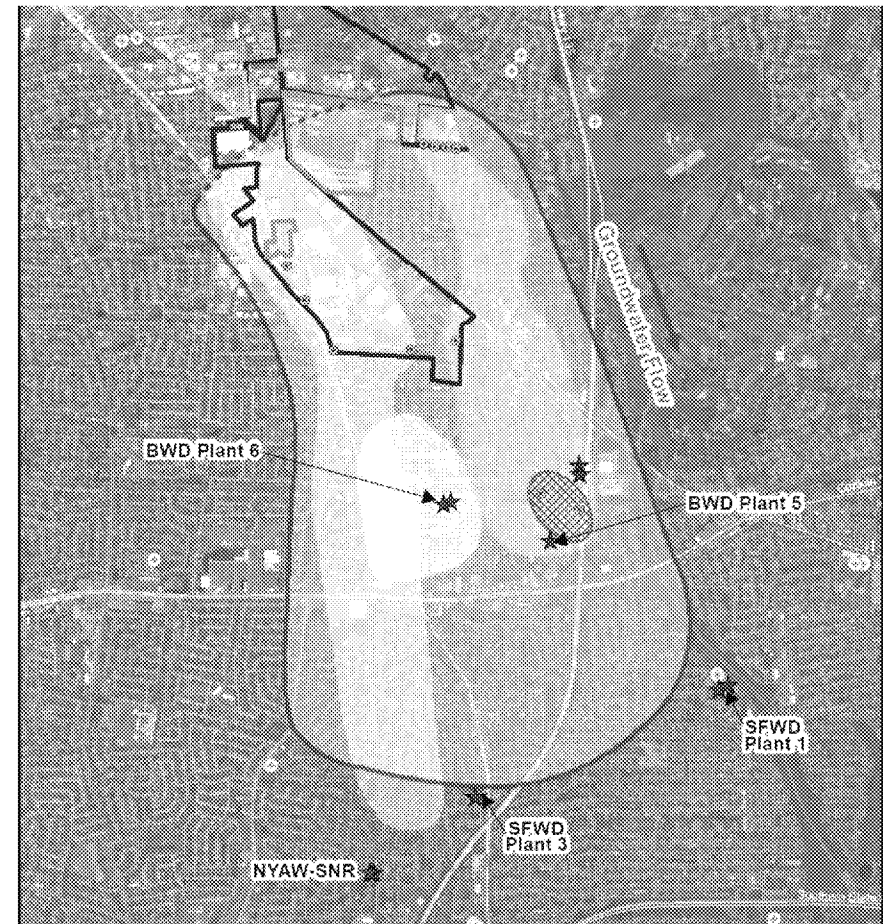 Groundwater Flow
BWD Plant 6
BWD Plant 5
SFWD
Plant 1
SFWD
Plant 3
NYAW-SNR